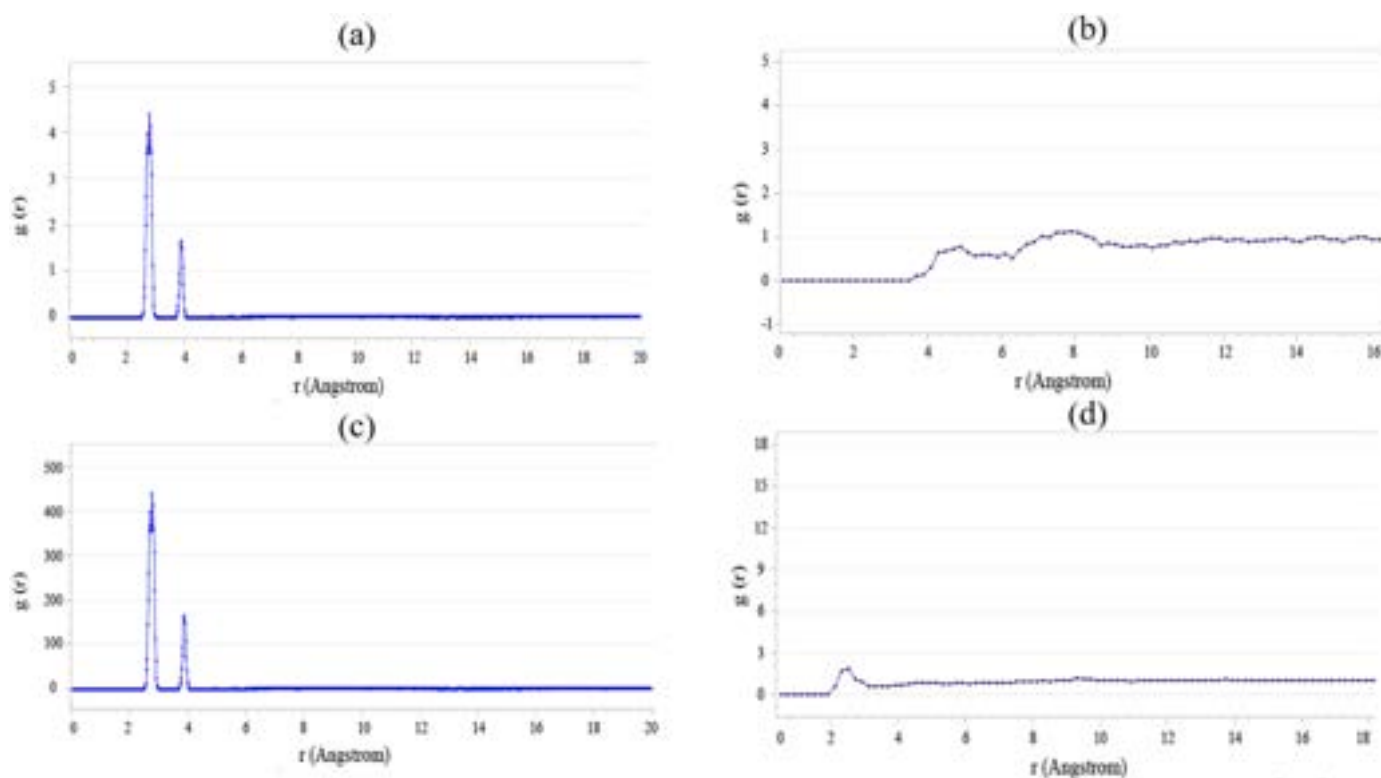 (a)
5
4
3
2
1
0
g (r)
0 2 4 6 8 10 12 14 16 18 20
r (Angstrom)
(b)
5
4
3
2
1
0
-1
g (r)
0 2 4 6 8 10 12 14 16
r (Angstrom)
(c)
500
400
300
200
100
0
g (r)
0 2 4 6 8 10 12 14 16 18 20
r (Angstrom)
(d)
18
15
12
9
6
3
0
g (r)
0 2 4 6 8 10 12 14 16 18
r (Angstrom)